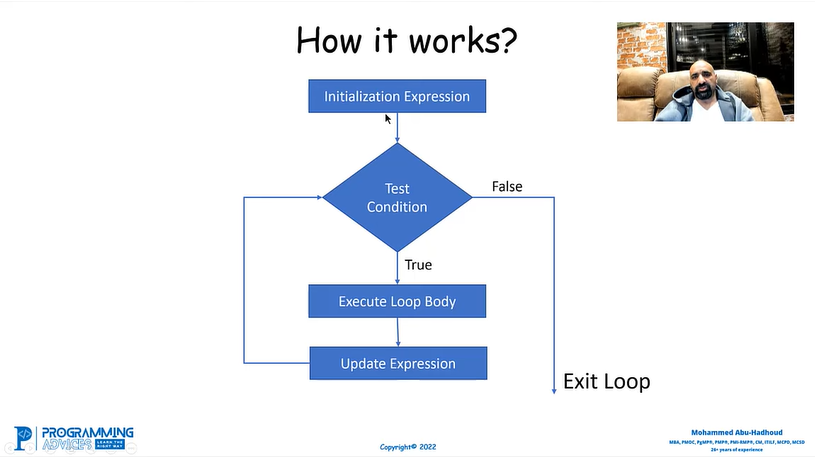 How it works?
Initialization Expression
Test
Condition
False
True
Execute Loop Body
Update Expression
Exit Loop
PROGRAMMING
ADVICES
LEARN THE
RIGHT WAY
Copyright© 2022
Mohammed Abu-Hadhoud
MBA, PMOC, PgMP®, PMP®, PMI-RMP®, CM, ITILF, MCPD, MCSD
26+ years of experience